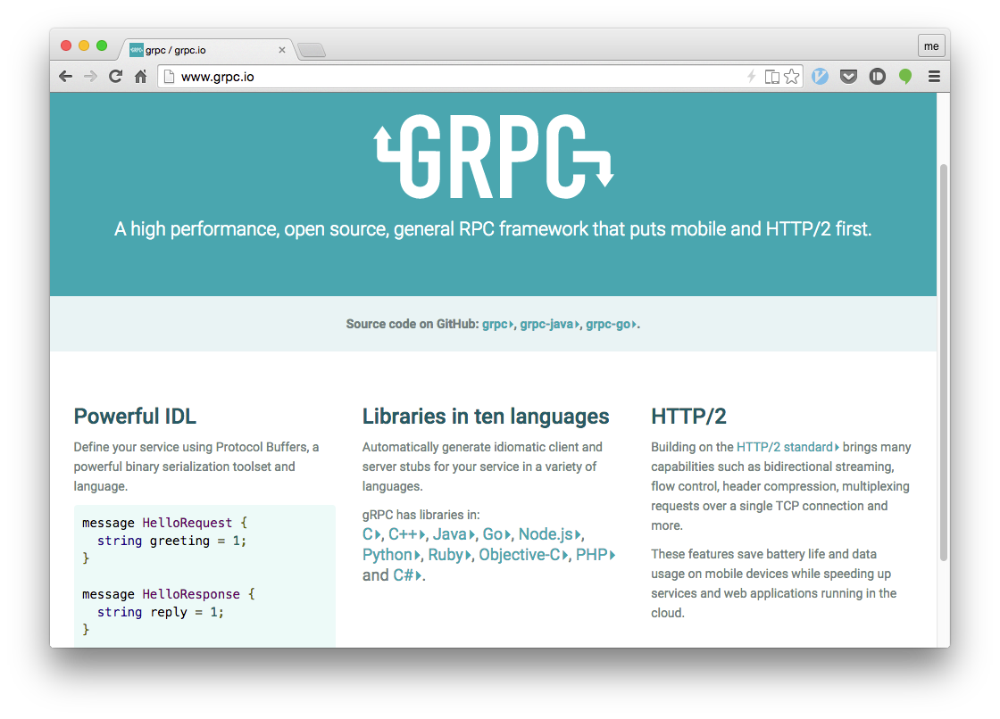 grpc / grpc.io
me
www.grpc.io
GRPC
A high performance, open source, general RPC framework that puts mobile and HTTP/2 first.
Source code on GitHub: grpc, grpc-java, grpc-go.
Powerful IDL
Define your service using Protocol Buffers, a
powerful binary serialization toolset and
language.
message HelloRequest {
  string greeting = 1;
}
message HelloResponse {
  string reply = 1;
}
Libraries in ten languages
Automatically generate idiomatic client and
server stubs for your service in a variety of
languages.
gRPC has libraries in:
C, C++, Java, Go, Node.js,
Python, Ruby, Objective-C, PHP
and C#.
HTTP/2
Building on the HTTP/2 standard brings many
capabilities such as bidirectional streaming,
flow control, header compression, multiplexing
requests over a single TCP connection and
more.
These features save battery life and data
usage on mobile devices while speeding up
services and web applications running in the
cloud.